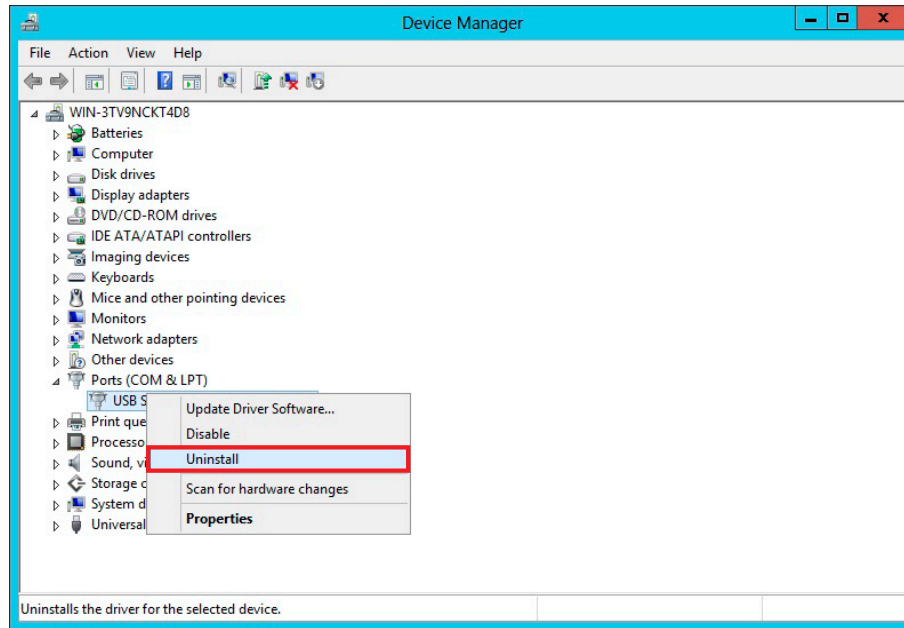 Device Manager
File Action View Help
WIN-3TV9NCKT4D8
Batteries
Computer
Disk drives
Display adapters
DVD/CD-ROM drives
IDE ATA/ATAPI controllers
Imaging devices
Keyboards
Mice and other pointing devices
Monitors
Network adapters
Other devices
Ports (COM & LPT)
USB S
Update Driver Software...
Print que
Disable
Processo
Uninstall
Sound, vi
Storage c
Scan for hardware changes
System d
Properties
Universal
Uninstalls the driver for the selected device.